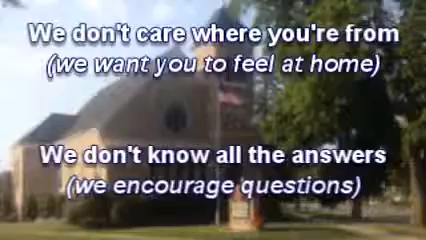 We don't care where you're from
(we want you to feel at home)
We don't know all the answers
(we encourage questions)